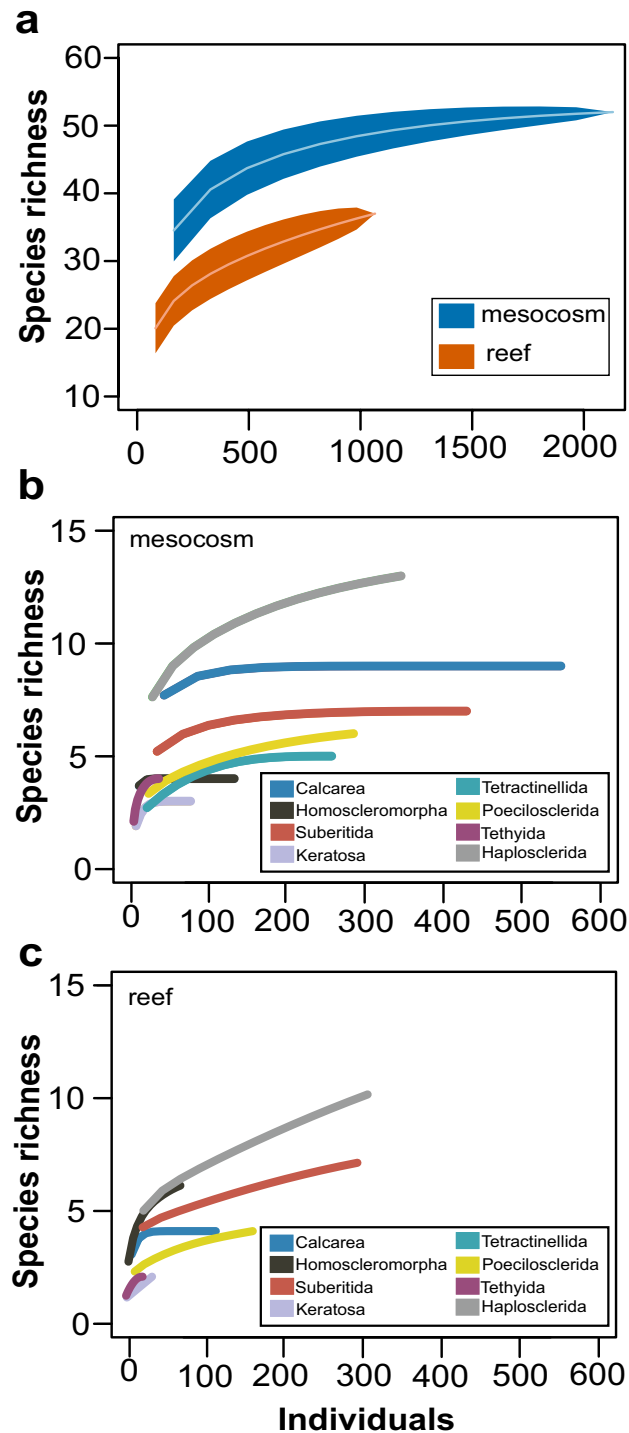 a
Species richness
60
50
40
30
20
10
mesocosm
reef
0 500 1000 1500 2000
b
Species richness
15
10
5
0
mesocosm
Calcarea
Homoscleromorpha
Suberitida
Keratosa
Tetractinellida
Poecilosclerida
Tethyida
Haplosclerida
0 100 200 300 400 500 600
c
Species richness
15
10
5
0
reef
Calcarea
Homoscleromorpha
Suberitida
Keratosa
Tetractinellida
Poecilosclerida
Tethyida
Haplosclerida
0 100 200 300 400 500 600
Individuals